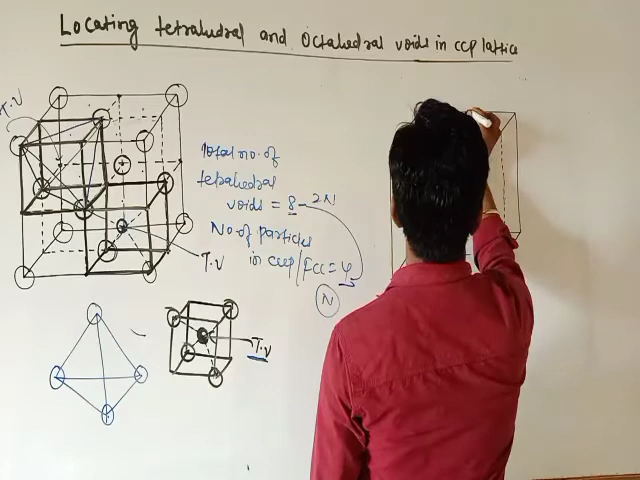 Locating tetrahedral and octahedral voids in ccp lattice
T.V
Total no. of
tetrahedral
voids = 8 – 2N
No of particles
in ccp/fcc = 4
T.V
N
T.V